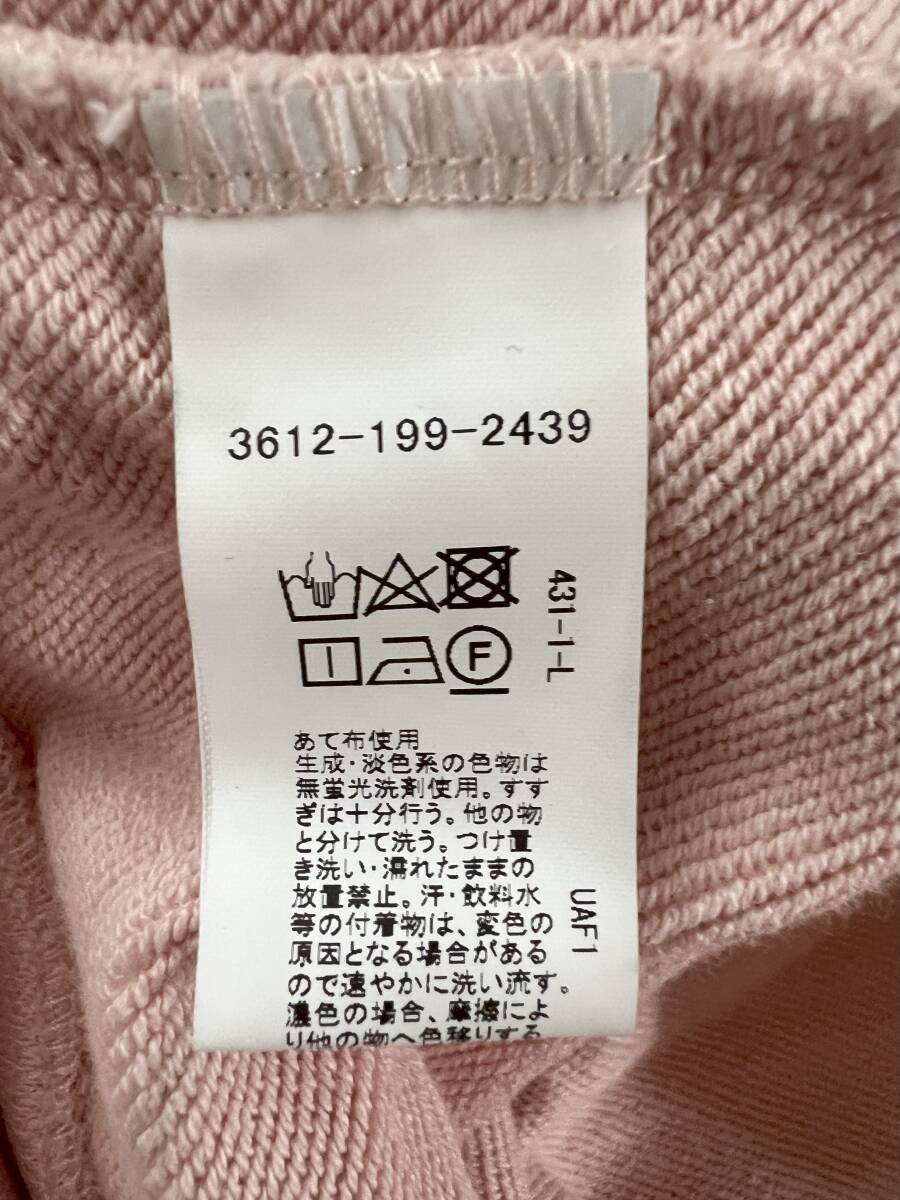 3612-199-2439
431-1-L
F
あて布使用
生成・淡色系の色物は
無蛍光洗剤使用。すす
ぎは十分行う。他の物
と分けて洗う。つけ置
き洗い・濡れたままの
放置禁止。汗・飲料水
等の付着物は、変色の
原因となる場合がある
ので速やかに洗い流す。
濃色の場合、摩擦によ
り他の物へ色移りする
UAF1